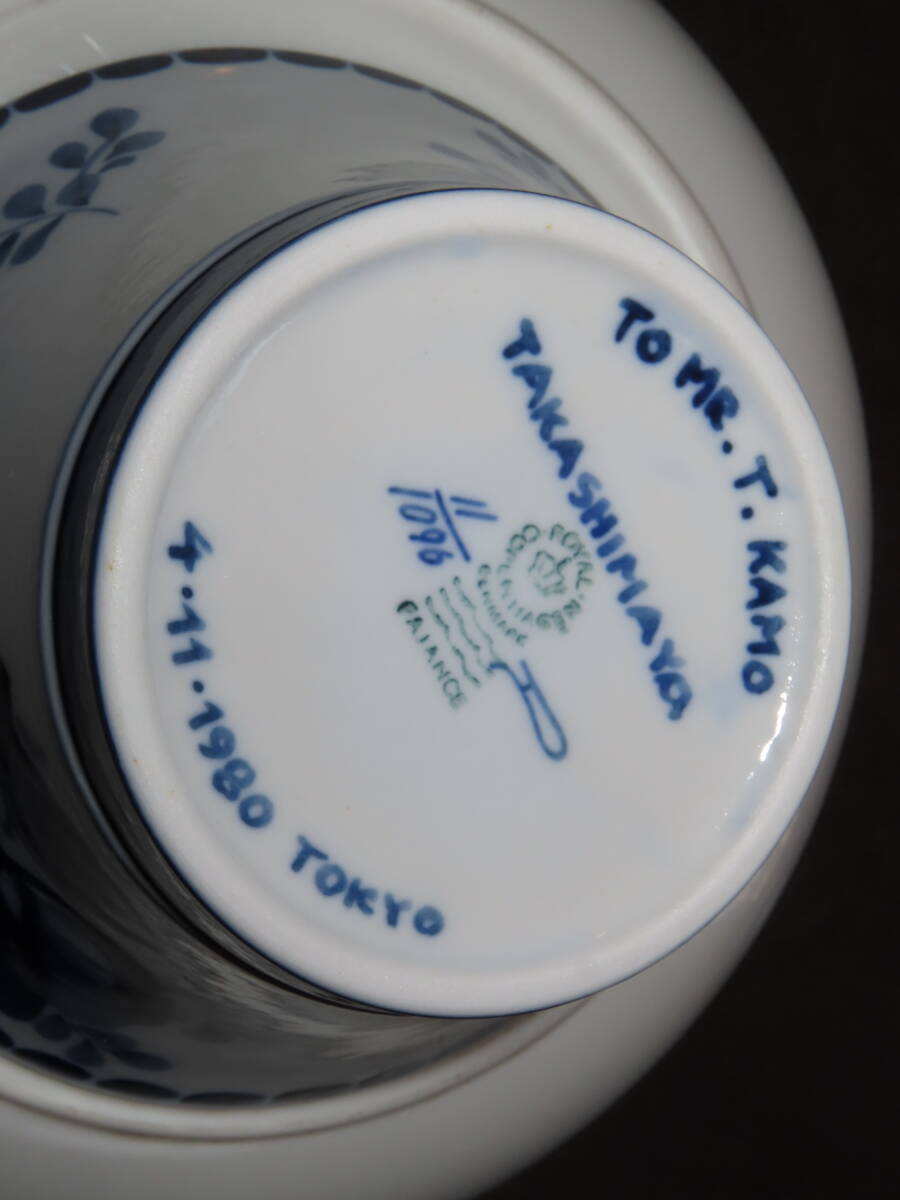 TO MR. T. KAMO
TAKASHIMAYA
ROYAL
COPENHAGEN
DENMARK
FAJANCE
11
1096
4.11.1980 TOKYO